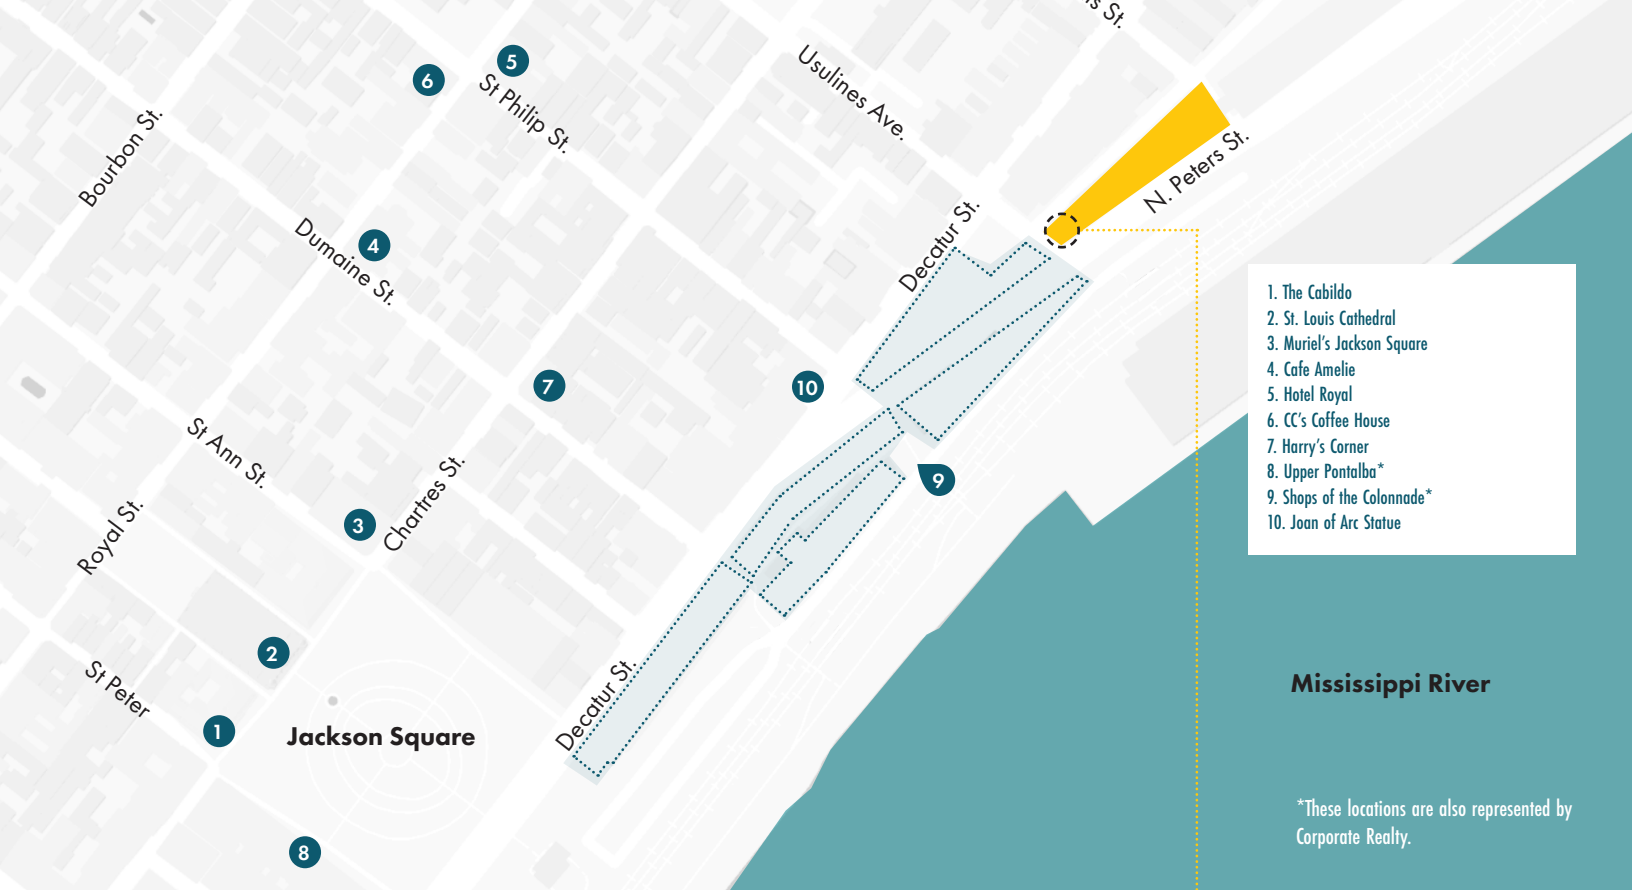 s St.
5
6
Usulines Ave.
St Philip St.
Bourbon St.
N. Peters St.
Decatur St.
4
Dumaine St.
7
10
St Ann St.
Chartres St.
9
Royal St.
3
2
St Peter
Decatur St.
1
Jackson Square
8
1. The Cabildo
2. St. Louis Cathedral
3. Muriel's Jackson Square
4. Cafe Amelie
5. Hotel Royal
6. CC's Coffee House
7. Harry's Corner
8. Upper Pontalba*
9. Shops of the Colonnade*
10. Joan of Arc Statue
Mississippi River
*These locations are also represented by
Corporate Realty.